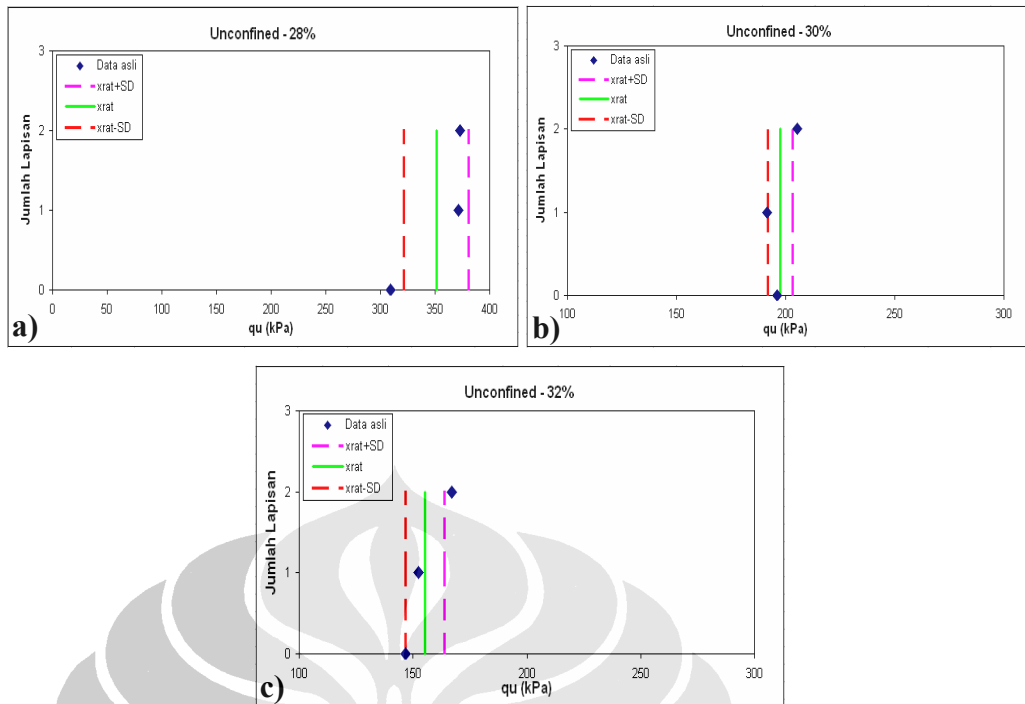 Unconfined - 28%
3
2
1
0
Jumlah Lapisan
Data asli
xrat+SD
xrat
xrat-SD
0 50 100 150 200 250 300 350 400
qu (kPa)
a)
Unconfined - 30%
3
2
1
0
Jumlah Lapisan
Data asli
xrat+SD
xrat
xrat-SD
100 150 200 250 300
qu (kPa)
b)
Unconfined - 32%
3
2
1
0
Jumlah Lapisan
Data asli
xrat+SD
xrat
xrat-SD
100 150 200 250 300
qu (kPa)
c)